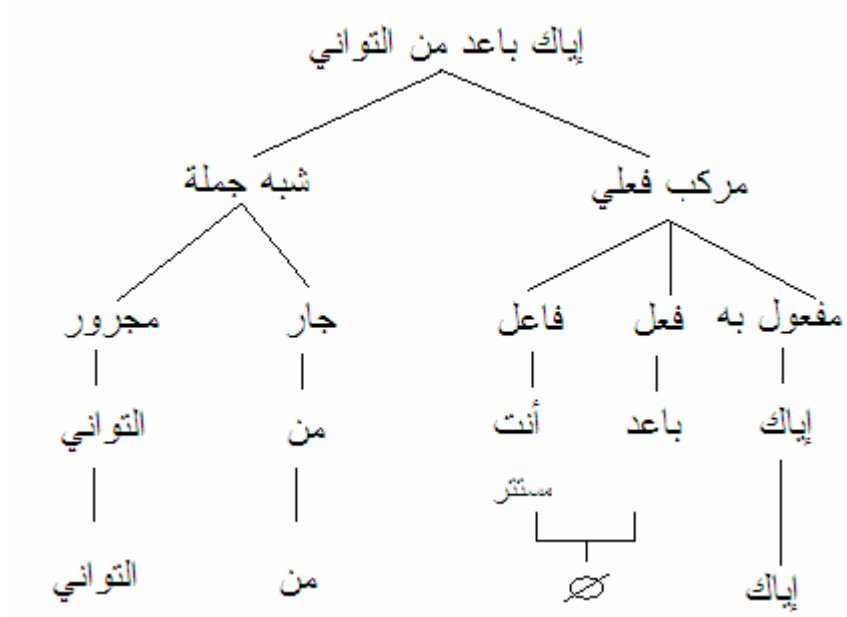 إياك باعد من التواني
مركب فعلي شبه جملة
مفعول به فعل فاعل جار مجرور
إياك باعد أنت من التواني
مستتر
إياك ∅ من التواني